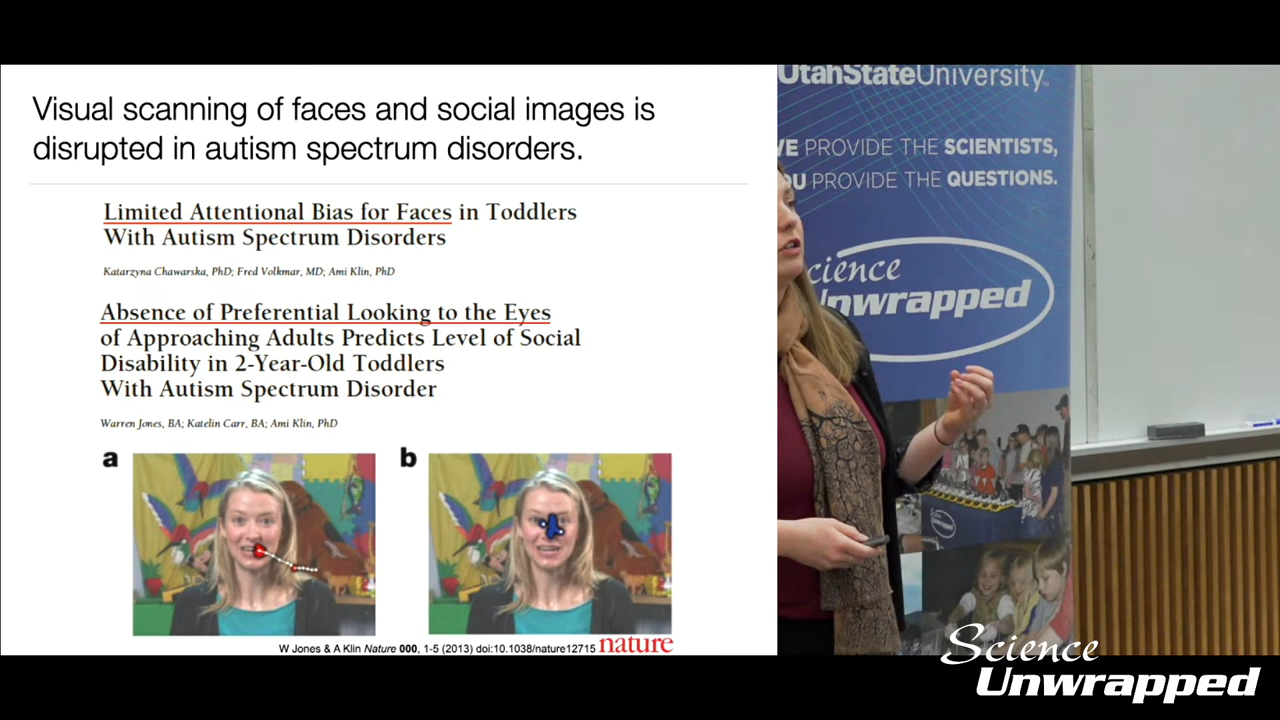 Visual scanning of faces and social images is
disrupted in autism spectrum disorders.
Limited Attentional Bias for Faces in Toddlers
With Autism Spectrum Disorders
Katarzyna Chawarska, PhD; Fred Volkmar, MD; Ami Klin, PhD
Absence of Preferential Looking to the Eyes
of Approaching Adults Predicts Level of Social
Disability in 2-Year-Old Toddlers
With Autism Spectrum Disorder
Warren Jones, BA; Katelin Carr, BA; Ami Klin, PhD
a
b
W Jones & A Klin Nature 000, 1-5 (2013) doi:10.1038/nature12715 nature
UtahStateUniversity
VE PROVIDE THE SCIENTISTS,
OU PROVIDE THE QUESTIONS.
cience
Unwrapped
Science
Unwrapped